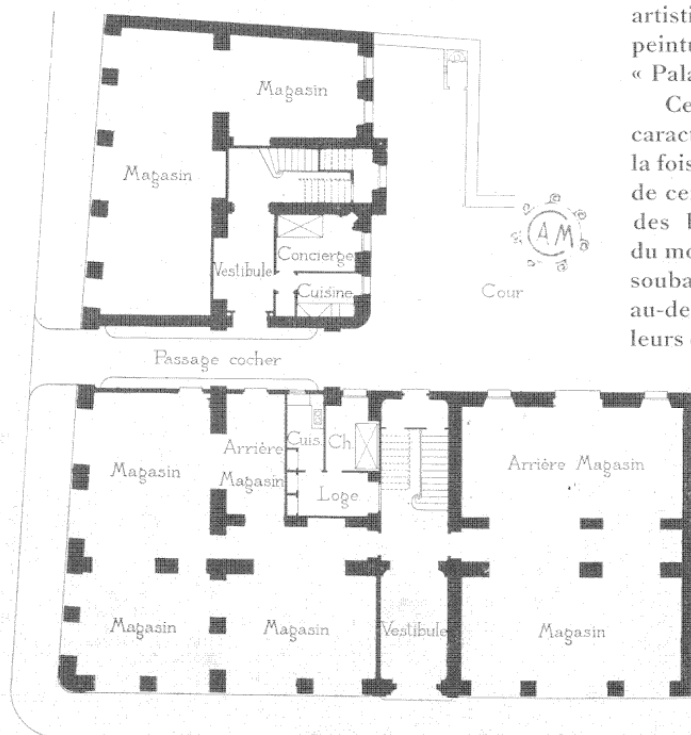 artisti
peintu
« Pala
Ce
caract
la fois
de ce
des
du mo
souba
au-de
leurs
Magasin
Magasin
Concierge
Vestibule
Cuisine
A M
Cour
Passage cocher
Magasin
Arrière
Magasin
Cuis.
Ch.
Loge
Arrière Magasin
Magasin
Magasin
Vestibule
Magasin